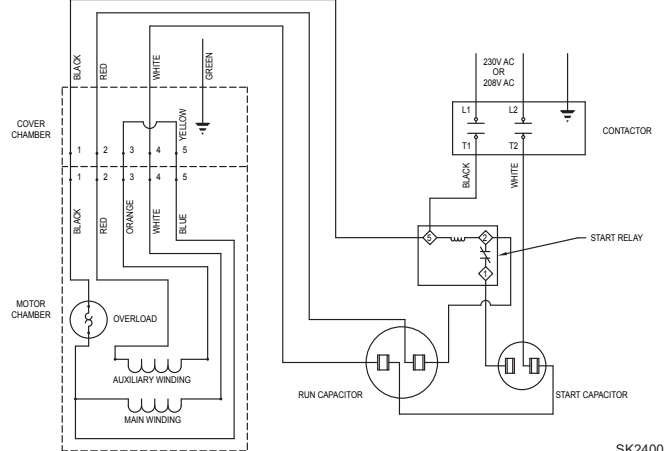 BLACK
RED
WHITE
GREEN
230V AC
OR
208V AC
COVER
CHAMBER
YELLOW
L1
L2
CONTACTOR
T1
T2
1
2
3
4
5
1
2
3
4
5
BLACK
WHITE
BLACK
RED
ORANGE
WHITE
BLUE
5
2
START RELAY
1
MOTOR
CHAMBER
OVERLOAD
AUXILIARY WINDING
RUN CAPACITOR
START CAPACITOR
MAIN WINDING
SK2400